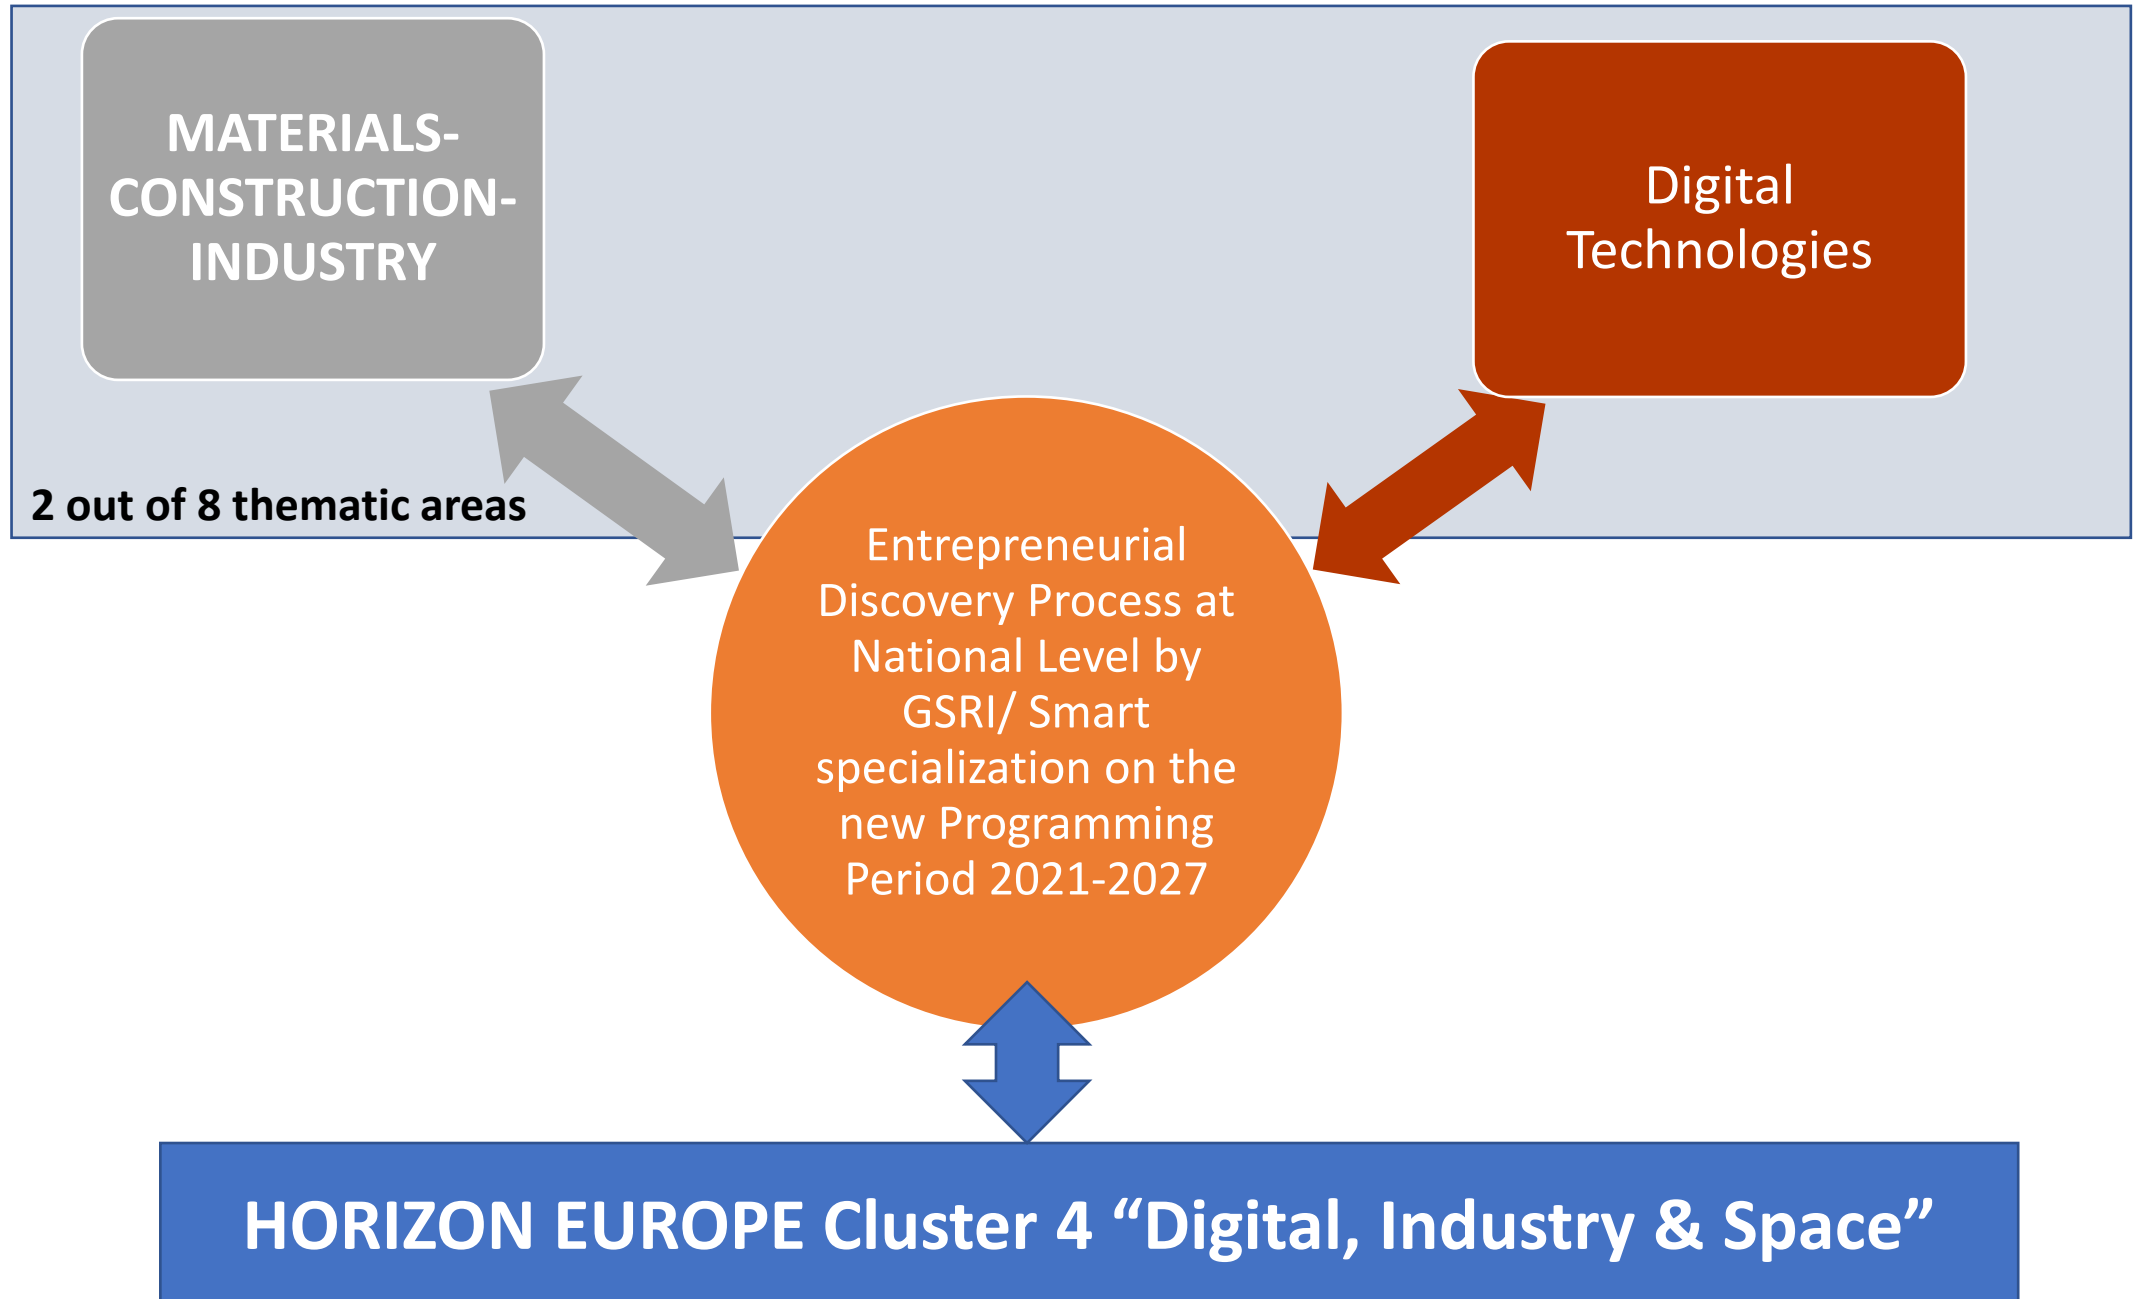 MATERIALS-
CONSTRUCTION-
INDUSTRY
Digital
Technologies
2 out of 8 thematic areas
Entrepreneurial
Discovery Process at
National Level by
GSRI/ Smart
specialization on the
new Programming
Period 2021-2027
HORIZON EUROPE Cluster 4 “Digital, Industry & Space”